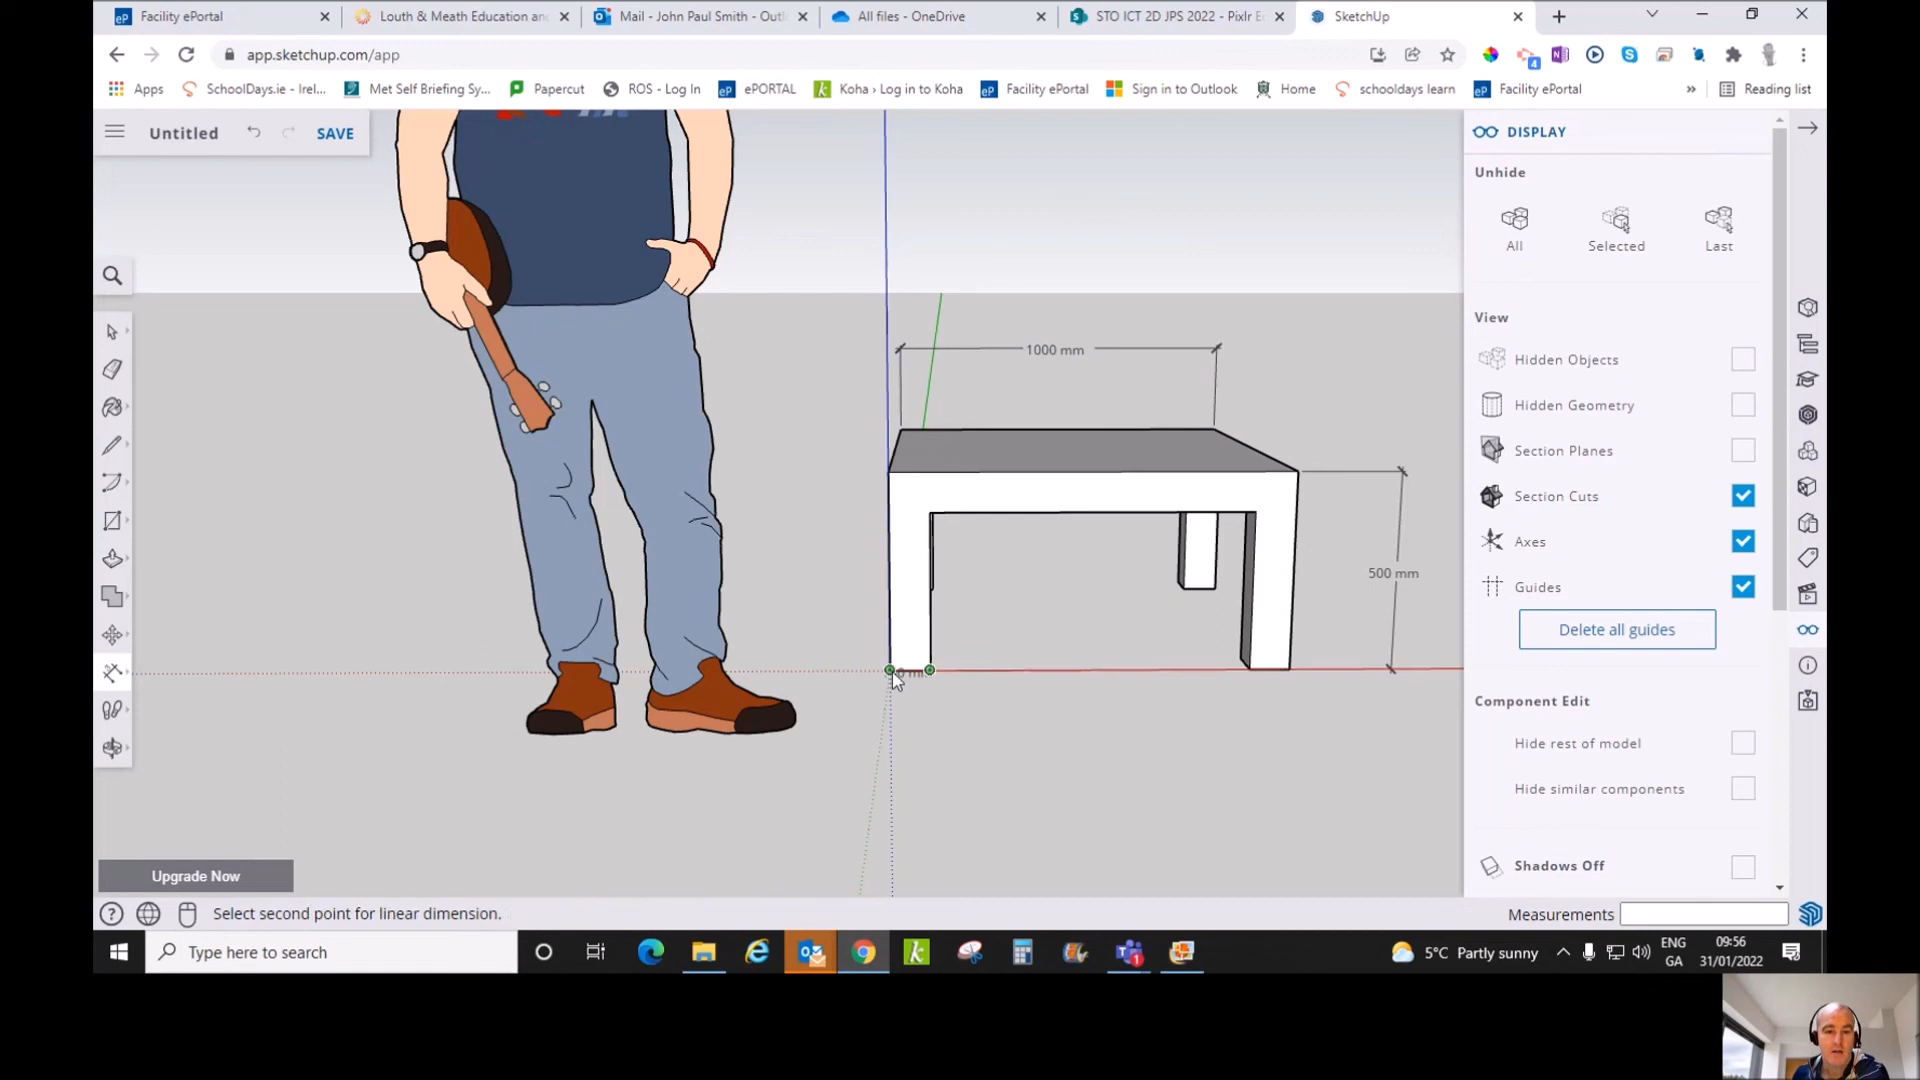 Facility ePortal
Louth & Meath Education and
Mail - John Paul Smith - Outl
All files - OneDrive
STO ICT 2D JPS 2022 - Pixlr E
SketchUp
app.sketchup.com/app
4
Apps
SchoolDays.ie - Irel...
Met Self Briefing Sy...
Papercut
ROS - Log In
ePORTAL
Koha › Log in to Koha
Facility ePortal
Sign in to Outlook
Home
schooldays learn
Facility ePortal
»
Reading list
Untitled
SAVE
DISPLAY
Unhide
All
Selected
Last
View
Hidden Objects
Hidden Geometry
Section Planes
Section Cuts
Axes
Guides
Delete all guides
Component Edit
Hide rest of model
Hide similar components
Shadows Off
1000 mm
500 mm
Upgrade Now
Select second point for linear dimension.
Measurements
Type here to search
5°C Partly sunny
ENG
GA
09:56
31/01/2022